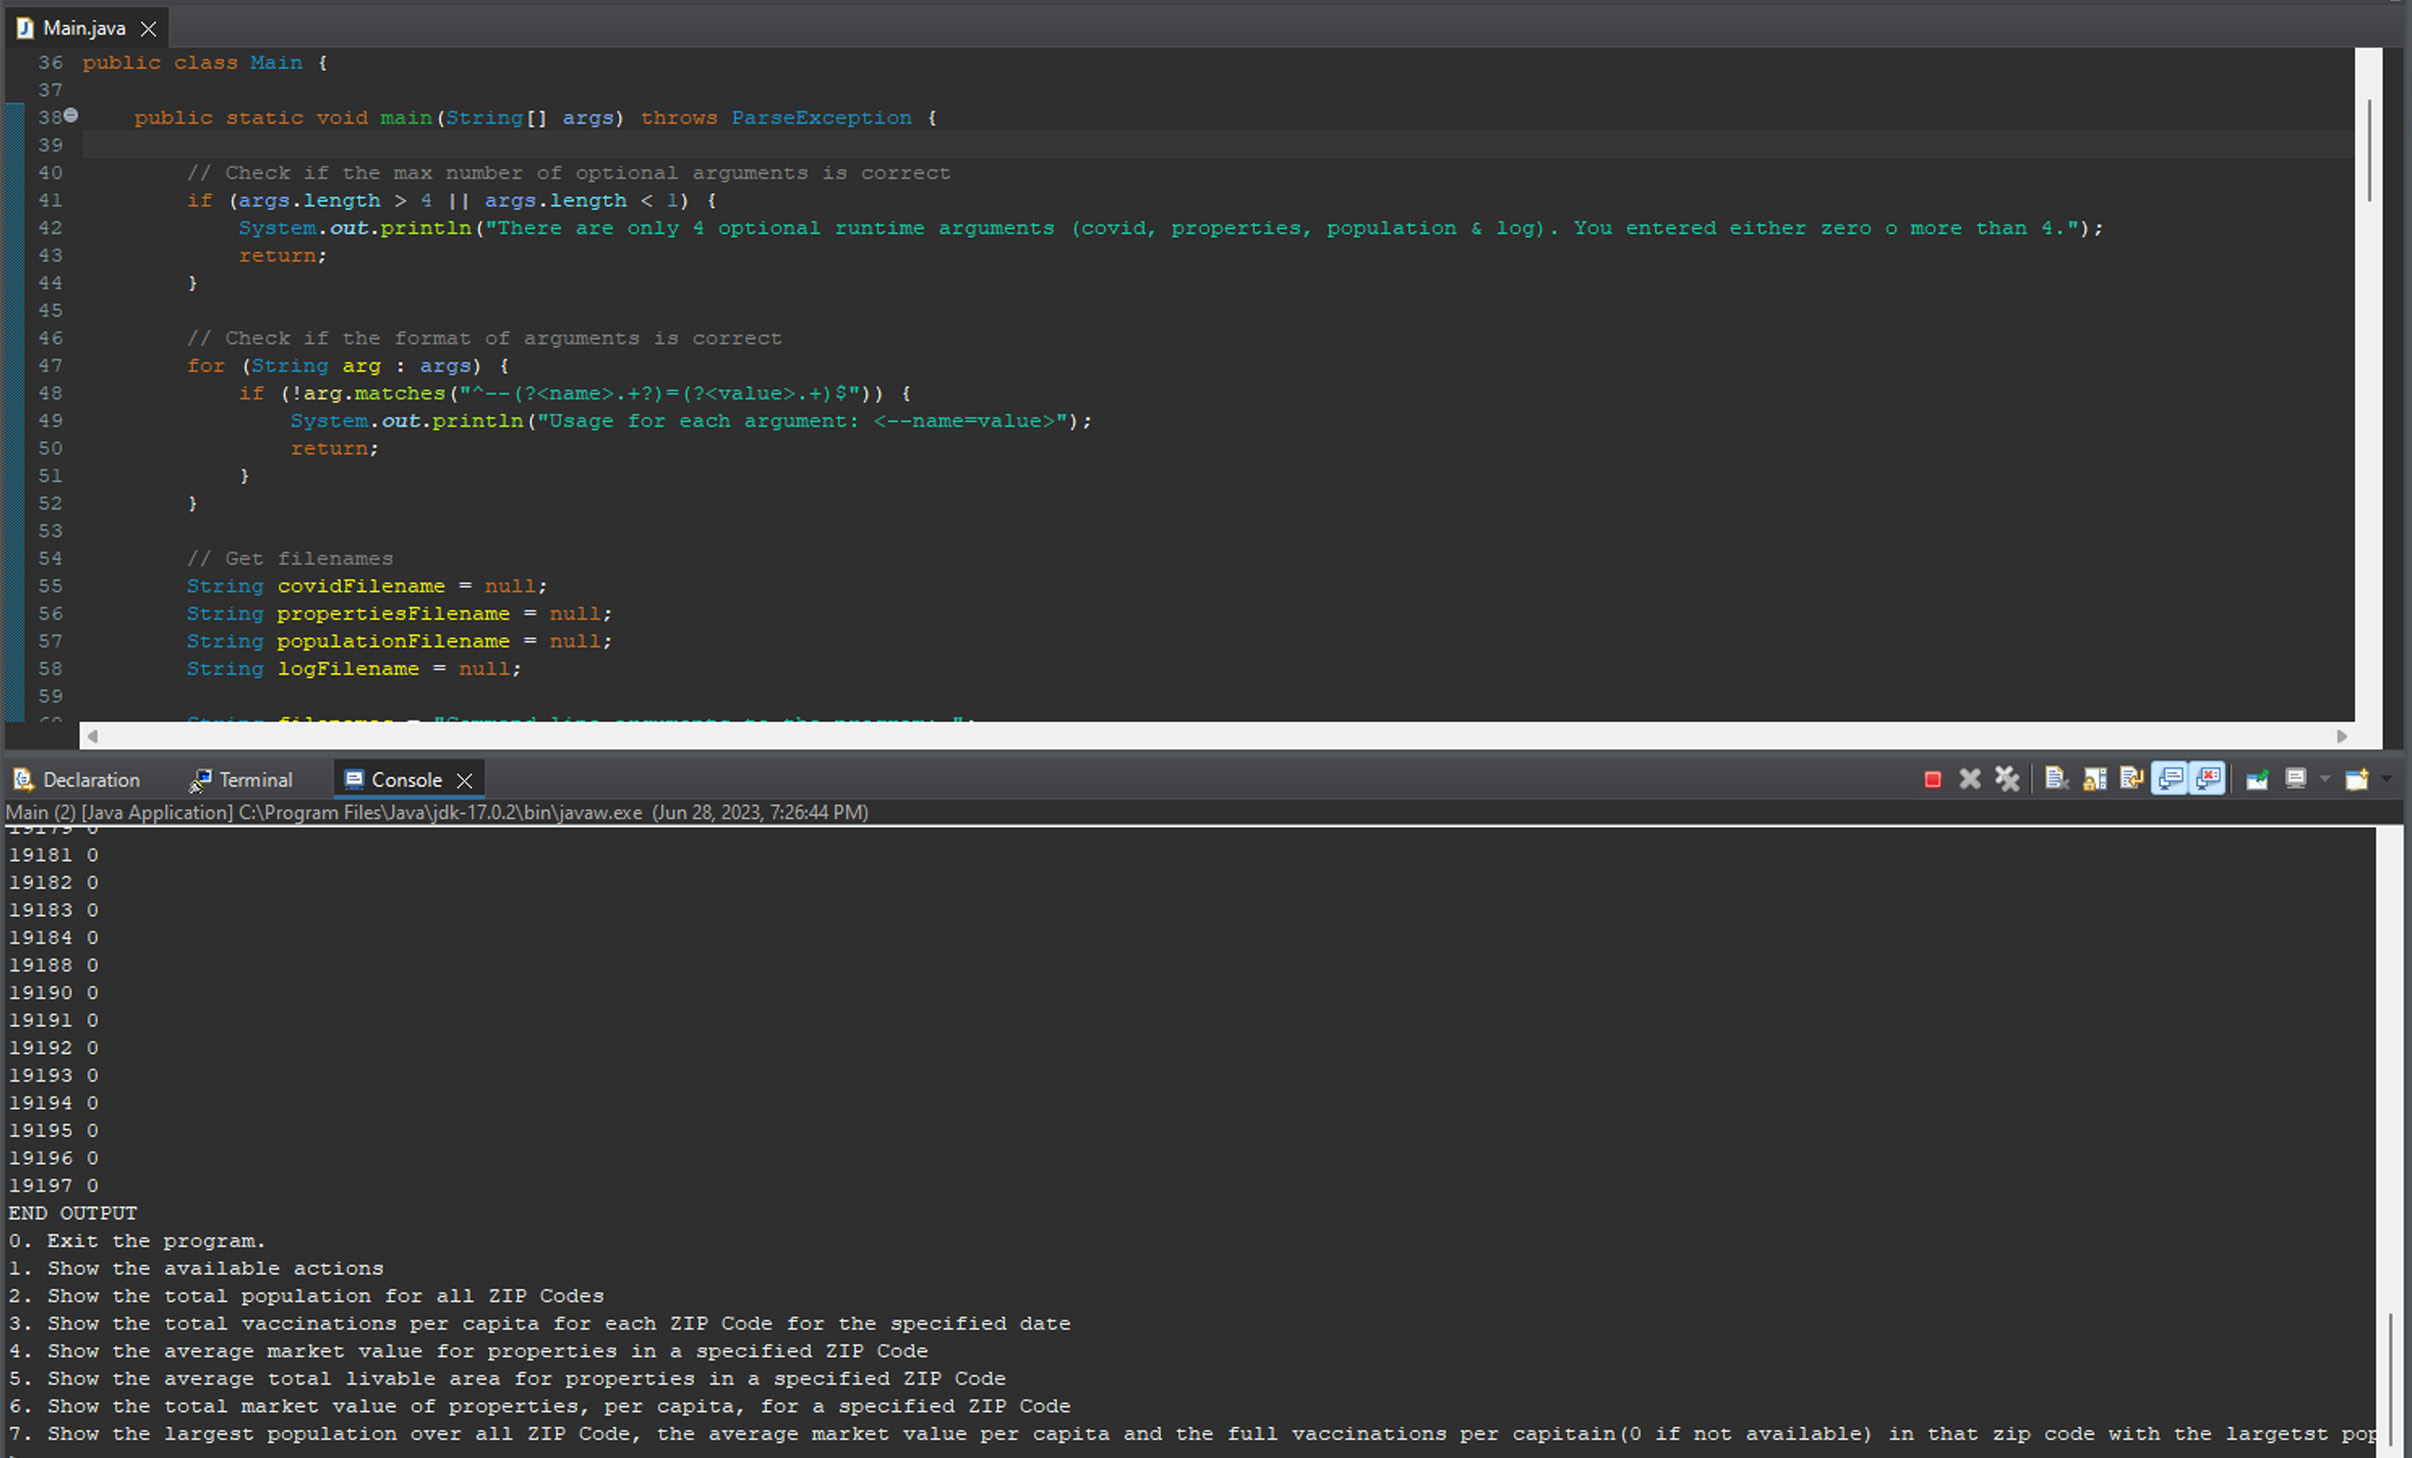 Main.java
36 public class Main {
37
38 public static void main(String[] args) throws ParseException {
39
40 // Check if the max number of optional arguments is correct
41 if (args.length > 4 || args.length < 1) {
42 System.out.println("There are only 4 optional runtime arguments (covid, properties, population & log). You entered either zero o more than 4.");
43 return;
44 }
45
46 // Check if the format of arguments is correct
47 for (String arg : args) {
48 if (!arg.matches("^--(?<name>.+?)=(?<value>.+)$")) {
49 System.out.println("Usage for each argument: <--name=value>");
50 return;
51 }
52 }
53
54 // Get filenames
55 String covidFilename = null;
56 String propertiesFilename = null;
57 String populationFilename = null;
58 String logFilename = null;
59
60 String filenames = "Command line arguments to the program: ";
Declaration Terminal Console
Main (2) [Java Application] C:\Program Files\Java\jdk-17.0.2\bin\javaw.exe (Jun 28, 2023, 7:26:44 PM)
19179 0
19181 0
19182 0
19183 0
19184 0
19188 0
19190 0
19191 0
19192 0
19193 0
19194 0
19195 0
19196 0
19197 0
END OUTPUT
0. Exit the program.
1. Show the available actions
2. Show the total population for all ZIP Codes
3. Show the total vaccinations per capita for each ZIP Code for the specified date
4. Show the average market value for properties in a specified ZIP Code
5. Show the average total livable area for properties in a specified ZIP Code
6. Show the total market value of properties, per capita, for a specified ZIP Code
7. Show the largest population over all ZIP Code, the average market value per capita and the full vaccinations per capitain(0 if not available) in that zip code with the largetst pop